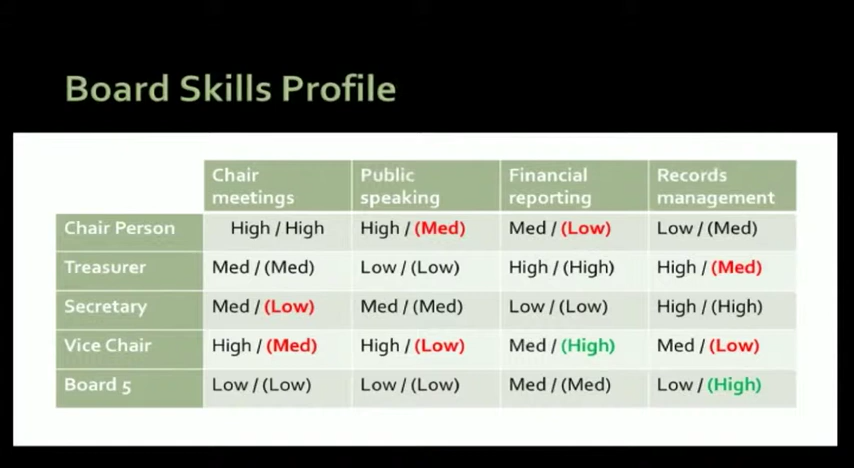 Board Skills Profile
Chair meetings Public speaking Financial reporting Records management
Chair Person High / High High / (Med) Med / (Low) Low / (Med)
Treasurer Med / (Med) Low / (Low) High / (High) High / (Med)
Secretary Med / (Low) Med / (Med) Low / (Low) High / (High)
Vice Chair High / (Med) High / (Low) Med / (High) Med / (Low)
Board 5 Low / (Low) Low / (Low) Med / (Med) Low / (High)